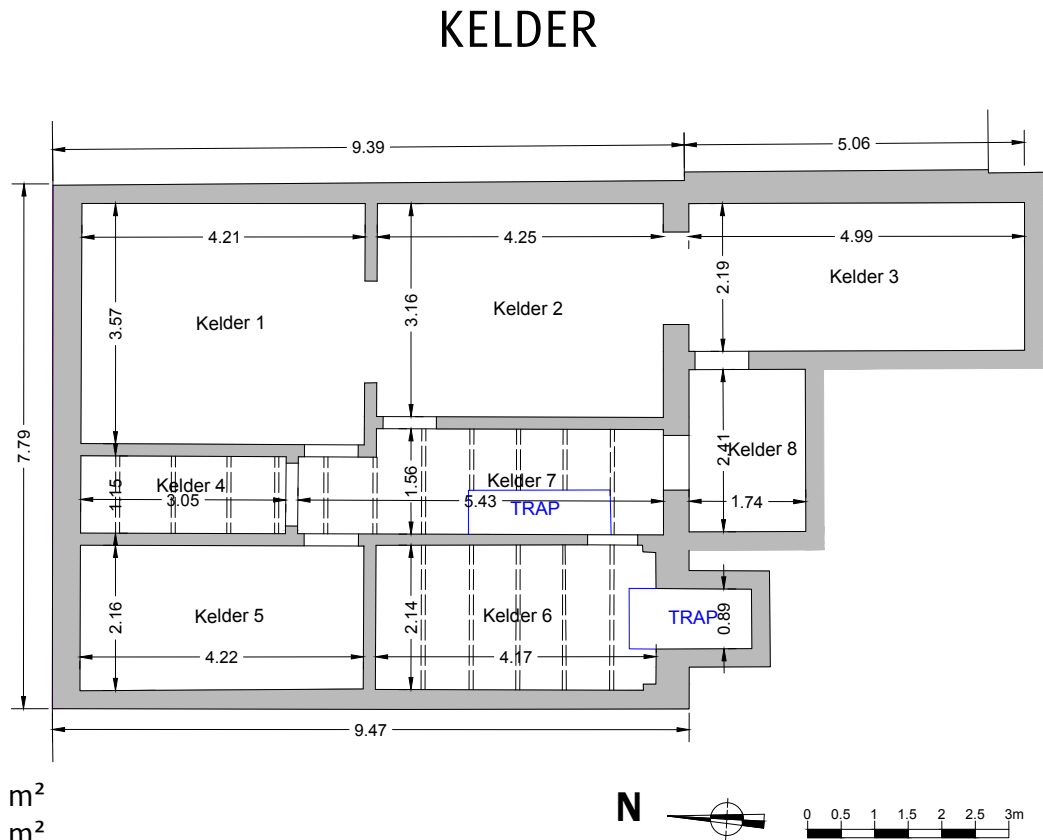 KELDER
9.39
5.06
4.21
4.25
4.99
2.19
3.57
3.16
Kelder 1
Kelder 2
Kelder 3
7.79
2.41
Kelder 8
1.74
1.15
Kelder 4
3.05
1.56
Kelder 7
5.43
TRAP
2.16
Kelder 5
4.22
2.14
Kelder 6
4.17
TRAP
0.89
9.47
m²
m²
N
0 0.5 1 1.5 2 2.5 3m